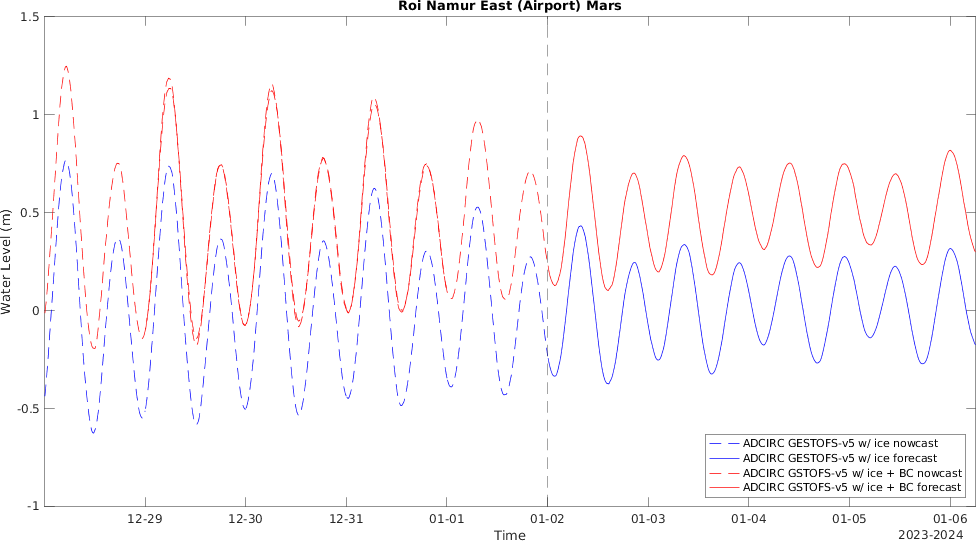 Roi Namur East (Airport) Mars
1.5
1
0.5
0
-0.5
-1
Water Level (m)
ADCIRC GESTOFS-v5 w/ ice nowcast
ADCIRC GESTOFS-v5 w/ ice forecast
ADCIRC GSTOFS-v5 w/ ice + BC nowcast
ADCIRC GSTOFS-v5 w/ ice + BC forecast
12-29 12-30 12-31 01-01 01-02 01-03 01-04 01-05 01-06
Time
2023-2024